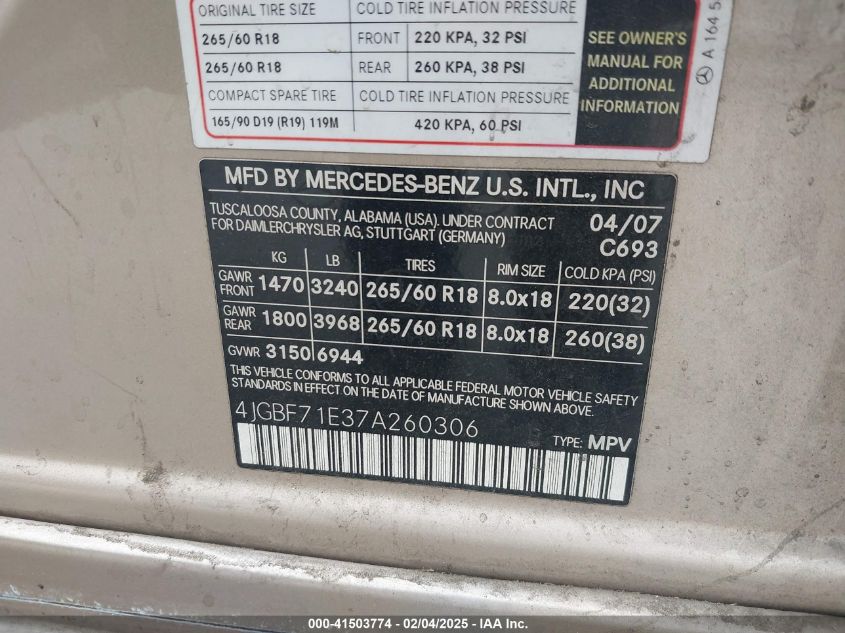 ORIGINAL TIRE SIZE COLD TIRE INFLATION PRESSURE
265/60 R18 FRONT 220 KPA, 32 PSI
265/60 R18 REAR 260 KPA, 38 PSI
COMPACT SPARE TIRE COLD TIRE INFLATION PRESSURE
165/90 D19 (R19) 119M 420 KPA, 60 PSI
SEE OWNER'S
MANUAL FOR
ADDITIONAL
INFORMATION
A 164 5
MFD BY MERCEDES-BENZ U.S. INTL., INC
TUSCALOOSA COUNTY, ALABAMA (USA). UNDER CONTRACT
FOR DAIMLERCHRYSLER AG, STUTTGART (GERMANY)
04/07
C693
KG LB TIRES RIM SIZE COLD KPA (PSI)
GAWR FRONT 1470 3240 265/60 R18 8.0x18 220(32)
GAWR REAR 1800 3968 265/60 R18 8.0x18 260(38)
GVWR 3150 6944
THIS VEHICLE CONFORMS TO ALL APPLICABLE FEDERAL MOTOR VEHICLE SAFETY
STANDARDS IN EFFECT ON THE DATE OF MANUFACTURE SHOWN ABOVE.
4JGBF71E37A260306
TYPE: MPV
000-41503774 - 02/04/2025 - IAA Inc.